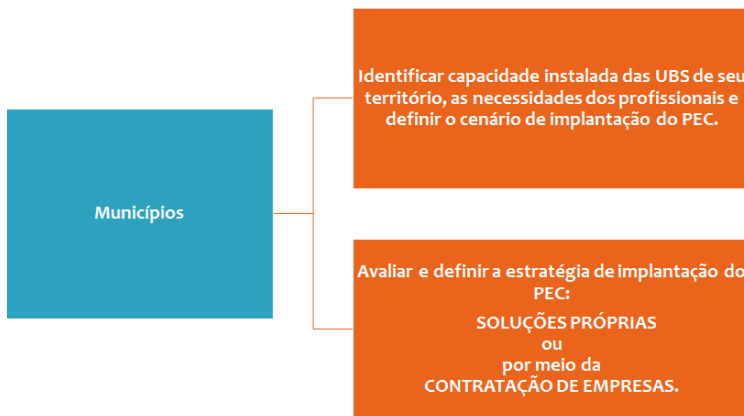 Municípios
Identificar capacidade instalada das UBS de seu
território, as necessidades dos profissionais e
definir o cenário de implantação do PEC.
Avaliar e definir a estratégia de implantação do
PEC:
SOLUÇÕES PRÓPRIAS
ou
por meio da
CONTRATAÇÃO DE EMPRESAS.